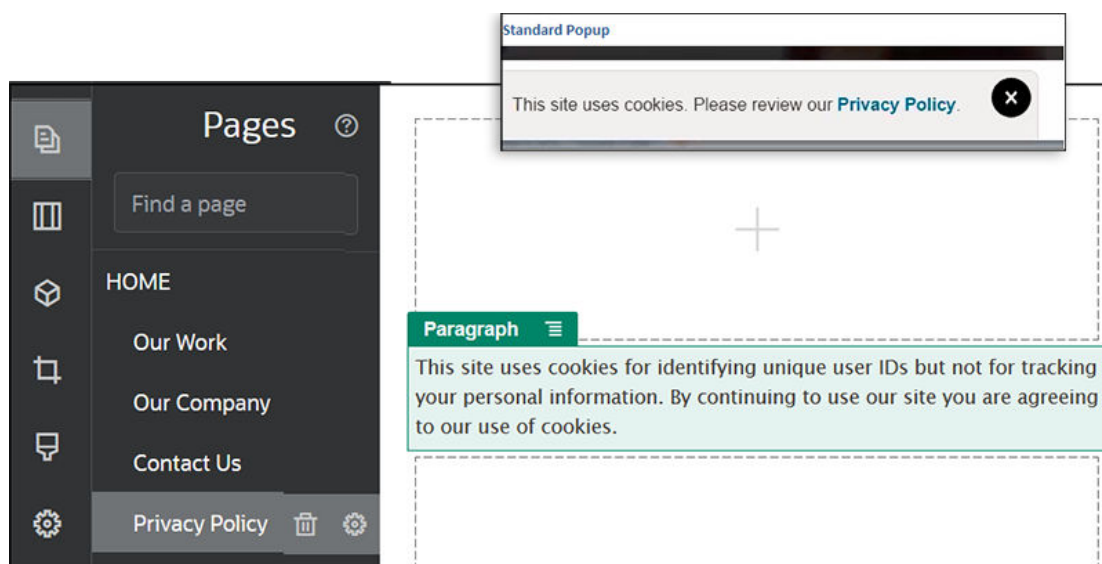 Standard Popup
This site uses cookies. Please review our Privacy Policy.
Pages
Find a page
HOME
Our Work
Our Company
Contact Us
Privacy Policy
Paragraph
This site uses cookies for identifying unique user IDs but not for tracking
your personal information. By continuing to use our site you are agreeing
to our use of cookies.